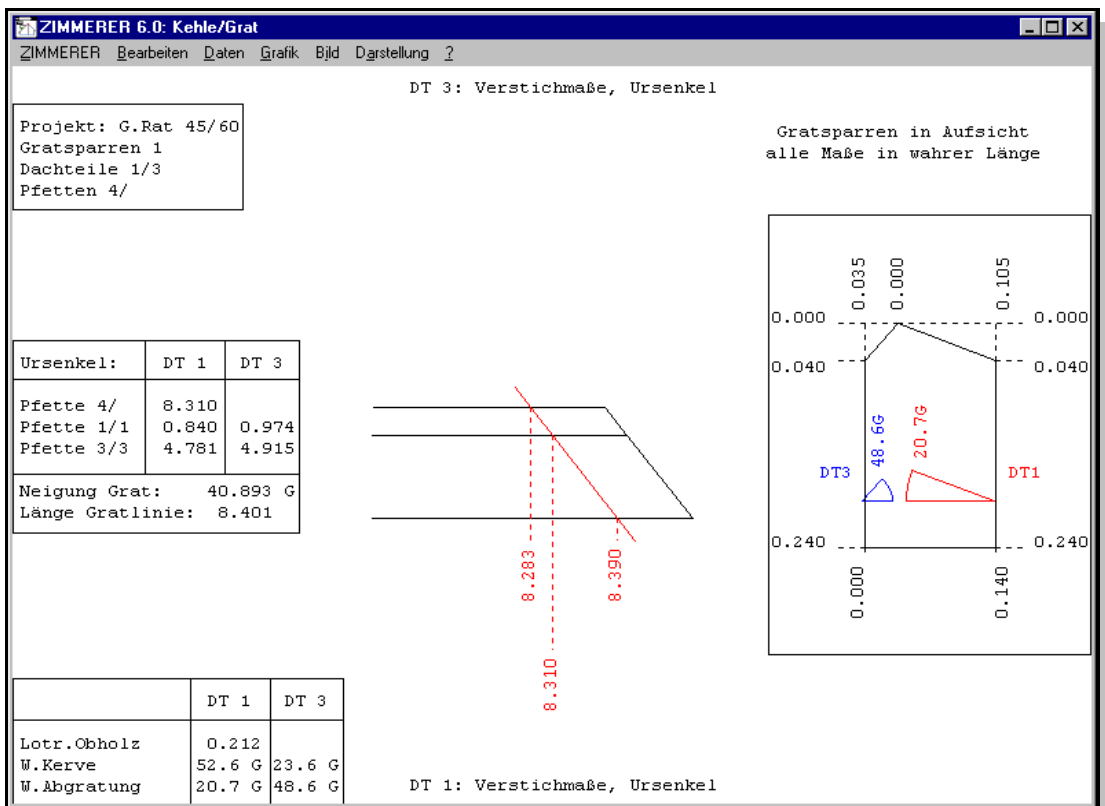 ZIMMERER 6.0: Kehle/Grat
ZIMMERER Bearbeiten Daten Grafik Bild Darstellung ?
DT 3: Verstichmaße, Ursenkel
Projekt: G.Rat 45/60
Gratsparren 1
Dachteile 1/3
Pfetten 4/
Gratsparren in Aufsicht
alle Maße in wahrer Länge
0.035 0.000 0.105
0.000 0.000
0.040 0.040
48.6G 20.7G
DT3 DT1
0.240 0.240
0.000 0.140
Ursenkel: DT 1 DT 3
Pfette 4/ 8.310
Pfette 1/1 0.840 0.974
Pfette 3/3 4.781 4.915
Neigung Grat: 40.893 G
Länge Gratlinie: 8.401
8.283 8.390
8.310
DT 1 DT 3
Lotr.Obholz 0.212
W.Kerve 52.6 G 23.6 G
W.Abgratung 20.7 G 48.6 G
DT 1: Verstichmaße, Ursenkel